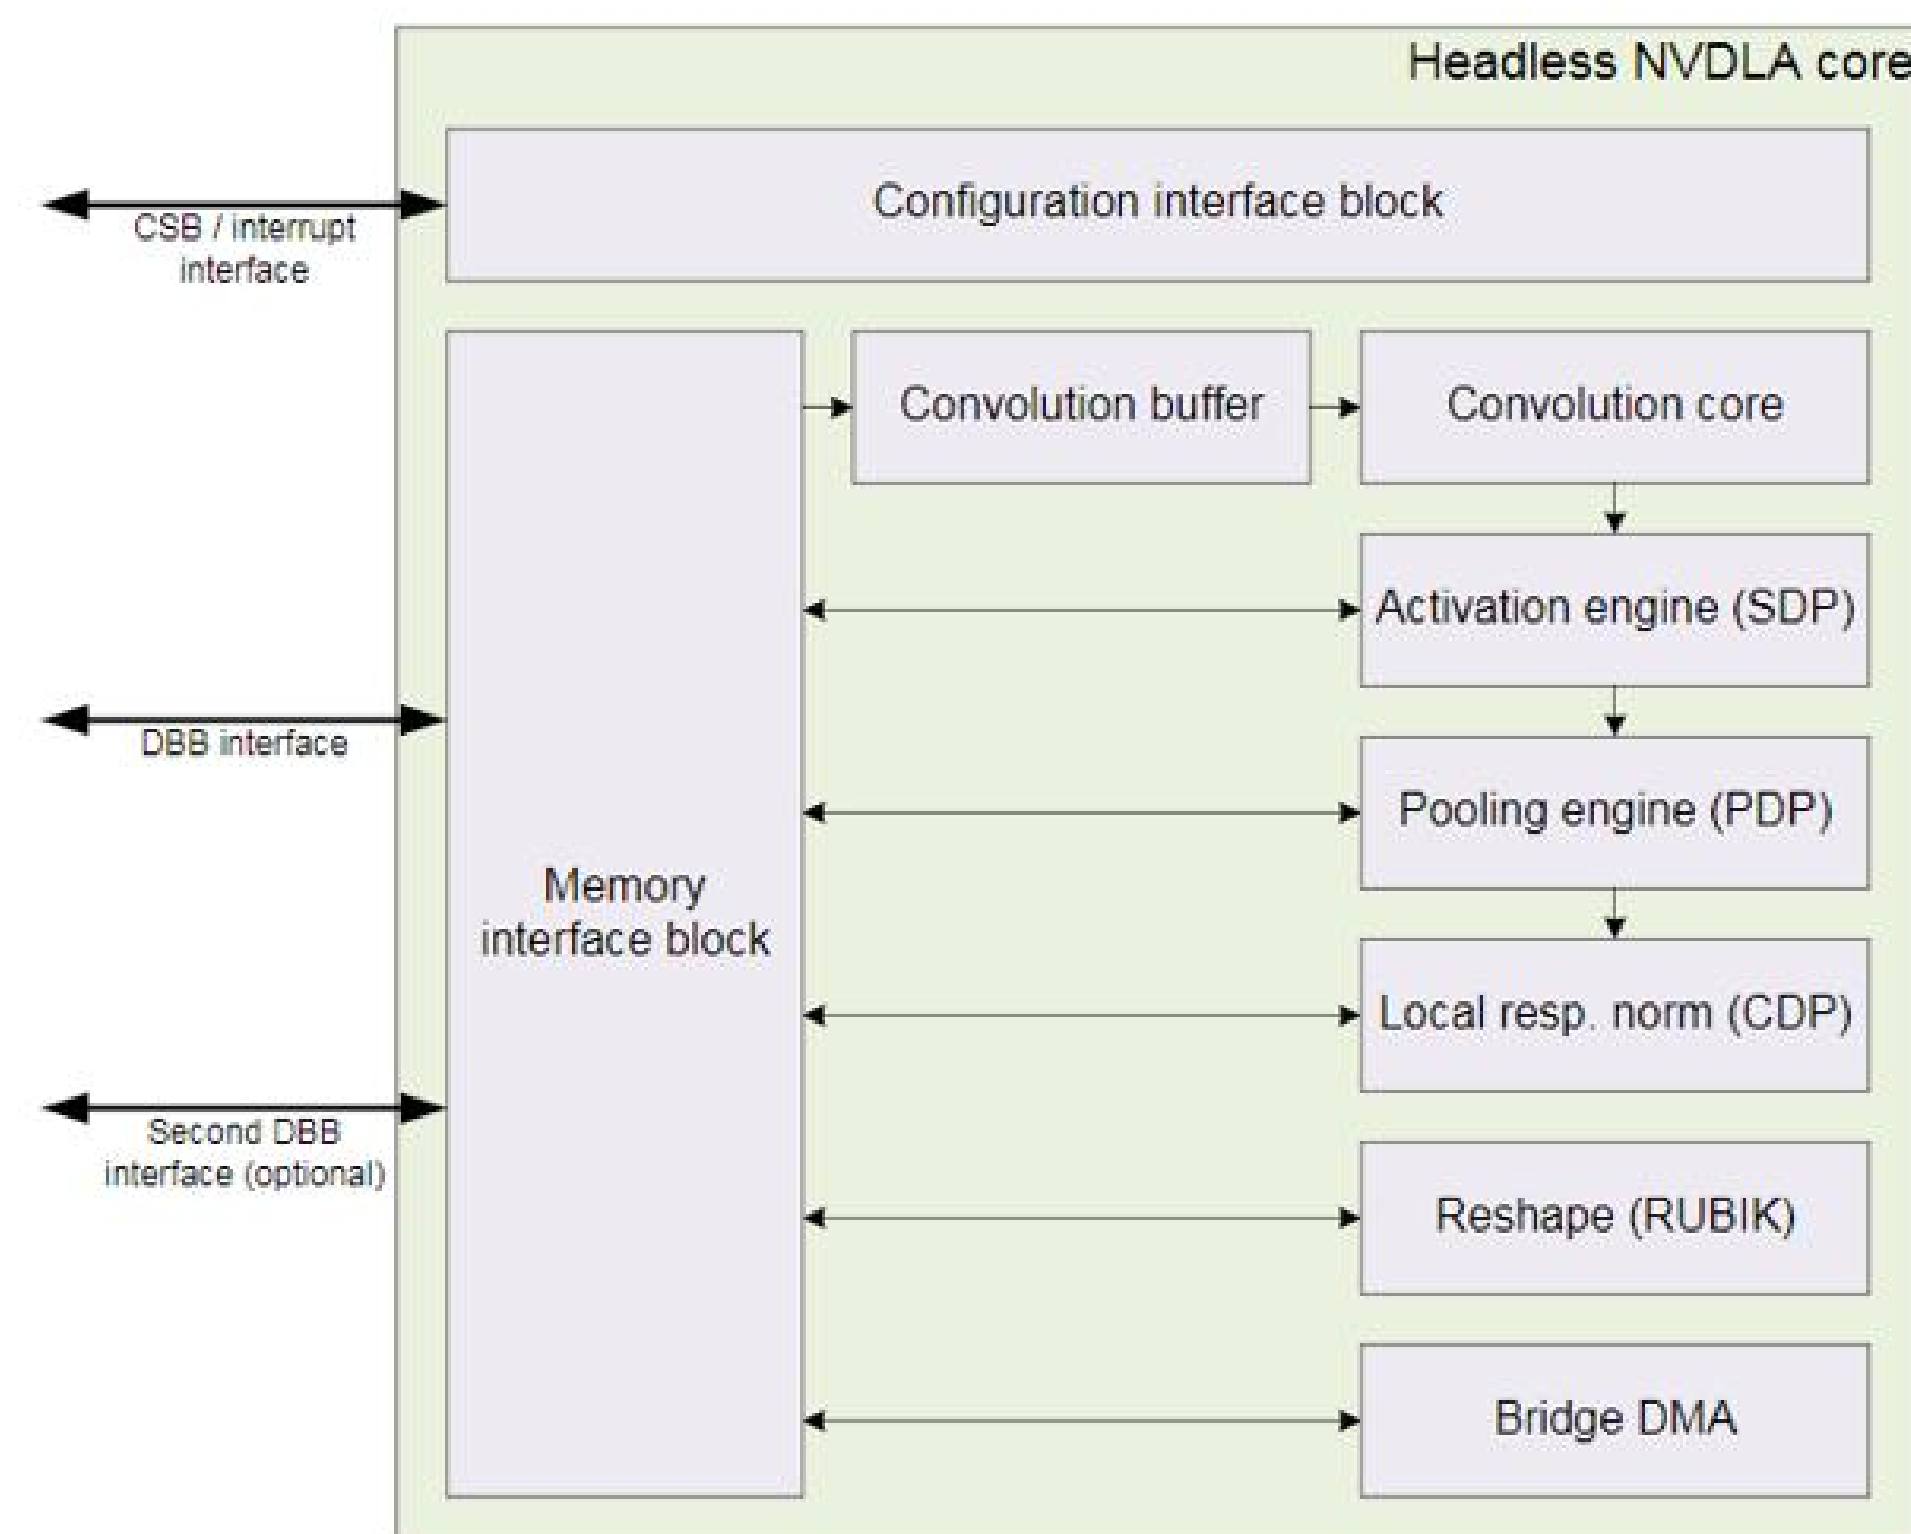 Headless NVDLA core
Configuration interface block
CSB / interrupt
interface
Convolution buffer
Convolution core
Activation engine (SDP)
DBB interface
Pooling engine (PDP)
Memory
interface block
Local resp. norm (CDP)
Second DBB
interface (optional)
Reshape (RUBIK)
Bridge DMA